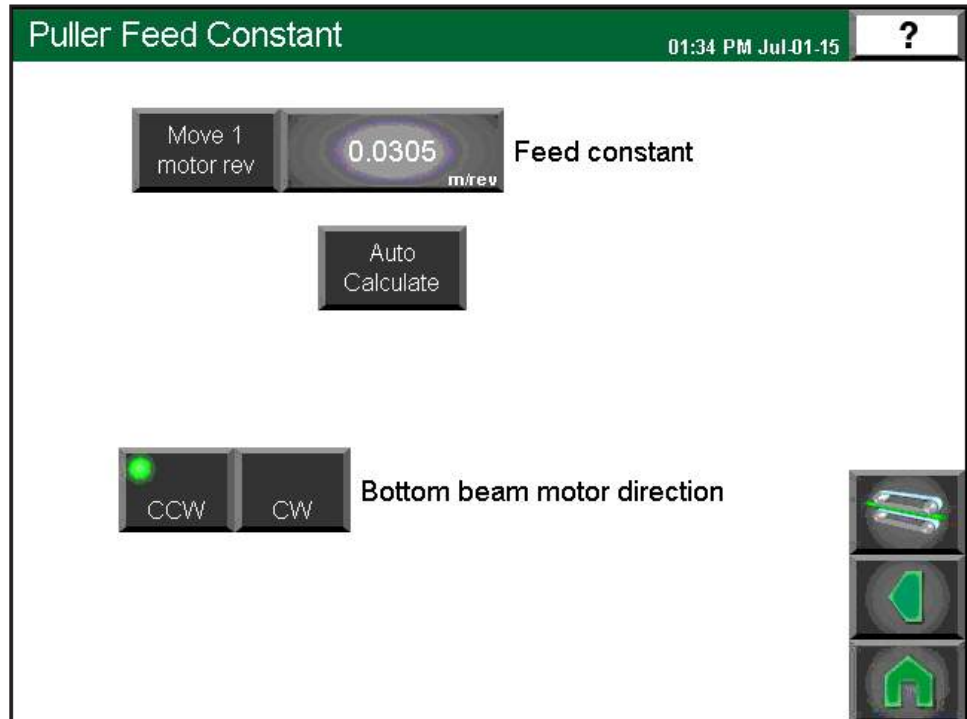 Puller Feed Constant
01:34 PM Jul-01-15
?
Move 1
motor rev
0.0305
m/rev
Feed constant
Auto
Calculate
CCW
CW
Bottom beam motor direction